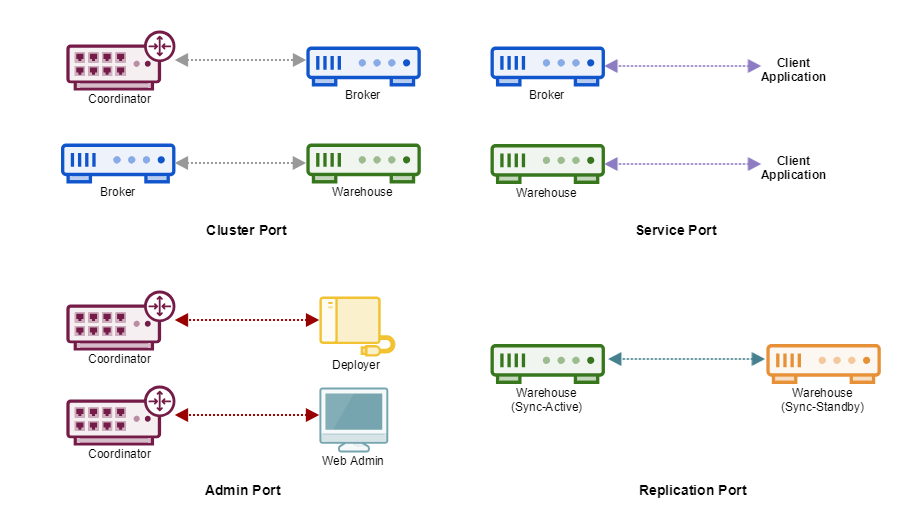 Coordinator
Broker
Broker
Warehouse
Cluster Port
Broker
Client
Application
Warehouse
Client
Application
Service Port
Coordinator
Deployer
Coordinator
Web Admin
Admin Port
Warehouse
(Sync-Active)
Warehouse
(Sync-Standby)
Replication Port